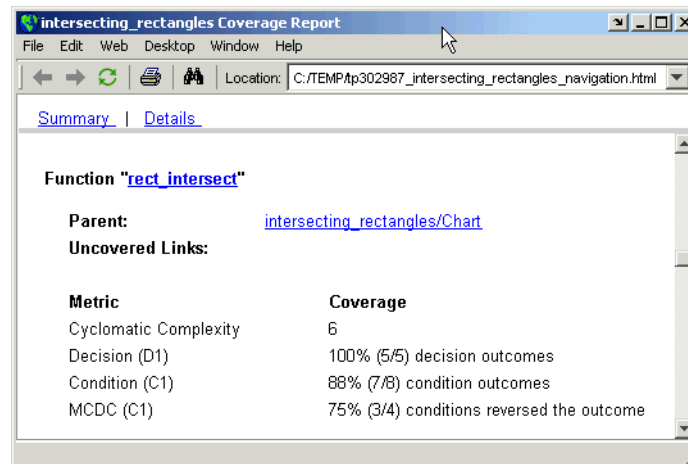 intersecting_rectangles Coverage Report
File Edit Web Desktop Window Help
Location: C:/TEMP/tp302987_intersecting_rectangles_navigation.html
Summary | Details
Function "rect_intersect"
Parent: intersecting_rectangles/Chart
Uncovered Links:
Metric Coverage
Cyclomatic Complexity 6
Decision (D1) 100% (5/5) decision outcomes
Condition (C1) 88% (7/8) condition outcomes
MCDC (C1) 75% (3/4) conditions reversed the outcome